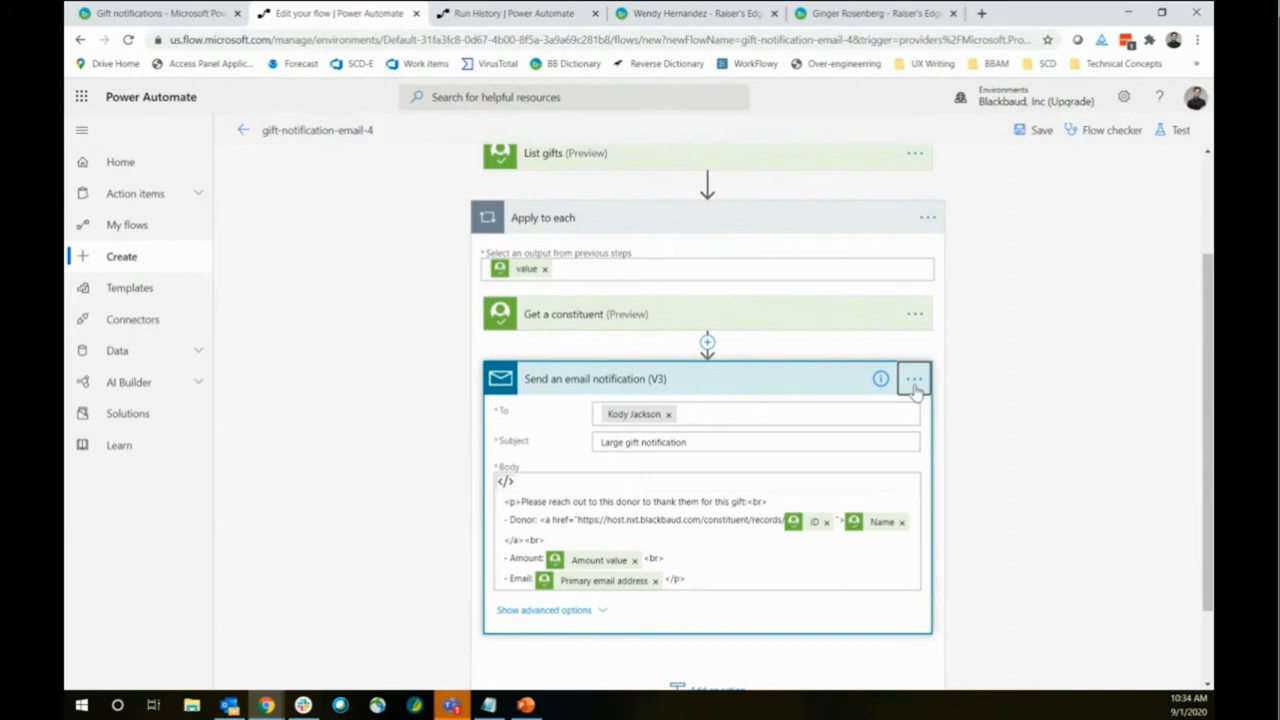 Gift notifications - Microsoft Pow
Edit your flow | Power Automate
Run History | Power Automate
Wendy Hernandez - Raiser's Edg
Ginger Rosenberg - Raiser's Edg
us.flow.microsoft.com/manage/environments/Default-31fa3fc8-0d67-4b00-8f5a-3a9a69c281b8/flows/new?newFlowName=gift-notification-email-4&trigger=providers%2FMicrosoft.Pro...
Drive Home
Access Panel Applic...
Forecast
SCD-E
Work items
VirusTotal
BB Dictionary
Reverse Dictionary
WorkFlowy
Over-engineering
UX Writing
BBAM
SCD
Technical Concepts
»
Power Automate
Search for helpful resources
Environments
Blackbaud, Inc (Upgrade)
?
gift-notification-email-4
Save
Flow checker
Test
Home
Action items
My flows
Create
Templates
Connectors
Data
AI Builder
Solutions
Learn
List gifts (Preview)
...
Apply to each
...
* Select an output from previous steps
value ×
Get a constituent (Preview)
...
Send an email notification (V3)
...
* To
Kody Jackson ×
* Subject
Large gift notification
* Body
</>
<p>Please reach out to this donor to thank them for this gift:<br>
- Donor: <a href="https://host.nxt.blackbaud.com/constituent/records/ ID × "> Name ×
</a><br>
- Amount: Amount value × <br>
- Email: Primary email address × </p>
Show advanced options
Add an action
10:34 AM
9/1/2020